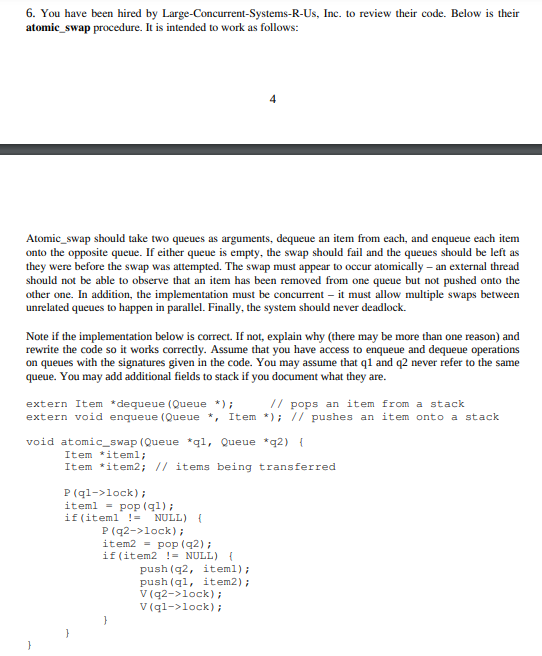 6. You have been hired by Large-Concurrent-Systems-R-Us, Inc. to review their code. Below is their
atomic_swap procedure. It is intended to work as follows:
4
Atomic_swap should take two queues as arguments, dequeue an item from each, and enqueue each item
onto the opposite queue. If either queue is empty, the swap should fail and the queues should be left as
they were before the swap was attempted. The swap must appear to occur atomically – an external thread
should not be able to observe that an item has been removed from one queue but not pushed onto the
other one. In addition, the implementation must be concurrent – it must allow multiple swaps between
unrelated queues to happen in parallel. Finally, the system should never deadlock.
Note if the implementation below is correct. If not, explain why (there may be more than one reason) and
rewrite the code so it works correctly. Assume that you have access to enqueue and dequeue operations
on queues with the signatures given in the code. You may assume that q1 and q2 never refer to the same
queue. You may add additional fields to stack if you document what they are.
extern Item *dequeue(Queue *); // pops an item from a stack
extern void enqueue(Queue *, Item *); // pushes an item onto a stack
void atomic_swap(Queue *q1, Queue *q2) {
Item *item1;
Item *item2; // items being transferred
P(q1->lock);
item1 = pop(q1);
if(item1 != NULL) {
P(q2->lock);
item2 = pop(q2);
if(item2 != NULL) {
push(q2, item1);
push(q1, item2);
V(q2->lock);
V(q1->lock);
}
}
}